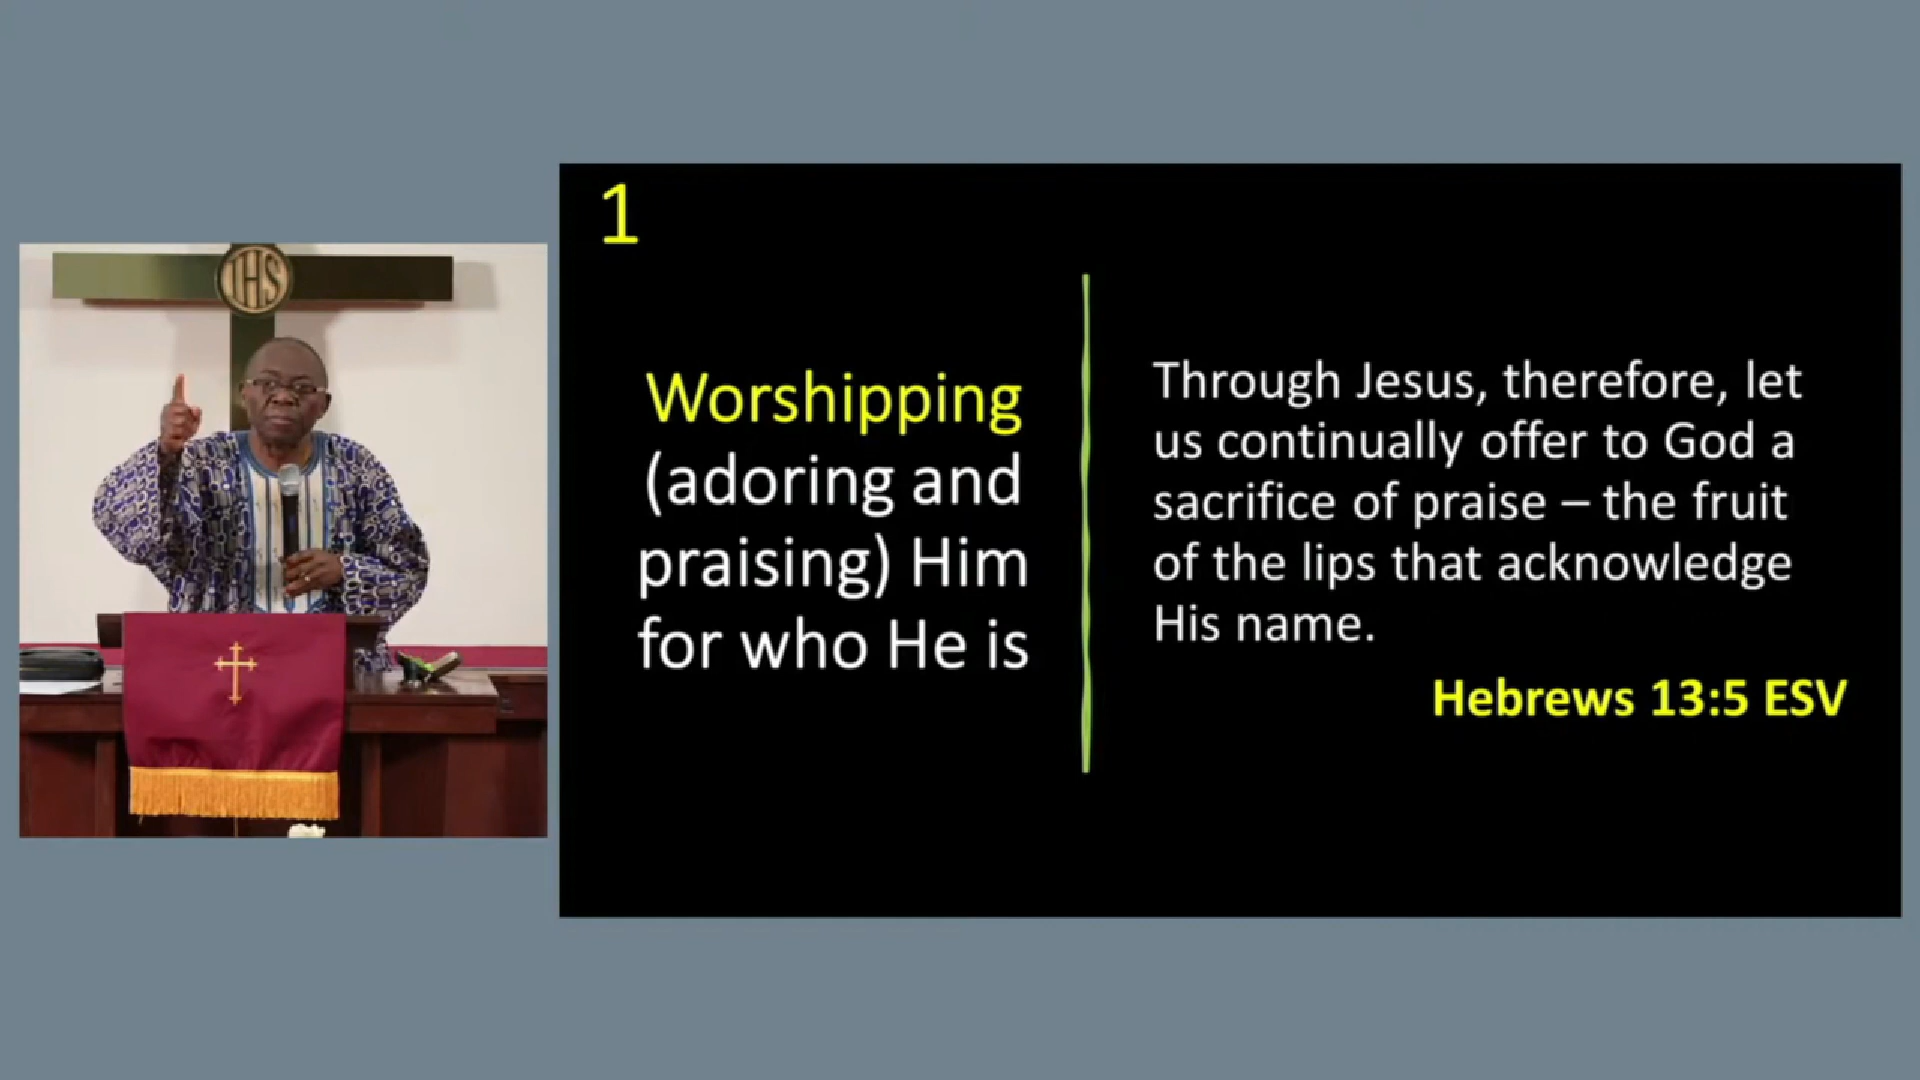 IHS
1
Worshipping
(adoring and
praising) Him
for who He is
Through Jesus, therefore, let
us continually offer to God a
sacrifice of praise – the fruit
of the lips that acknowledge
His name.
Hebrews 13:5 ESV